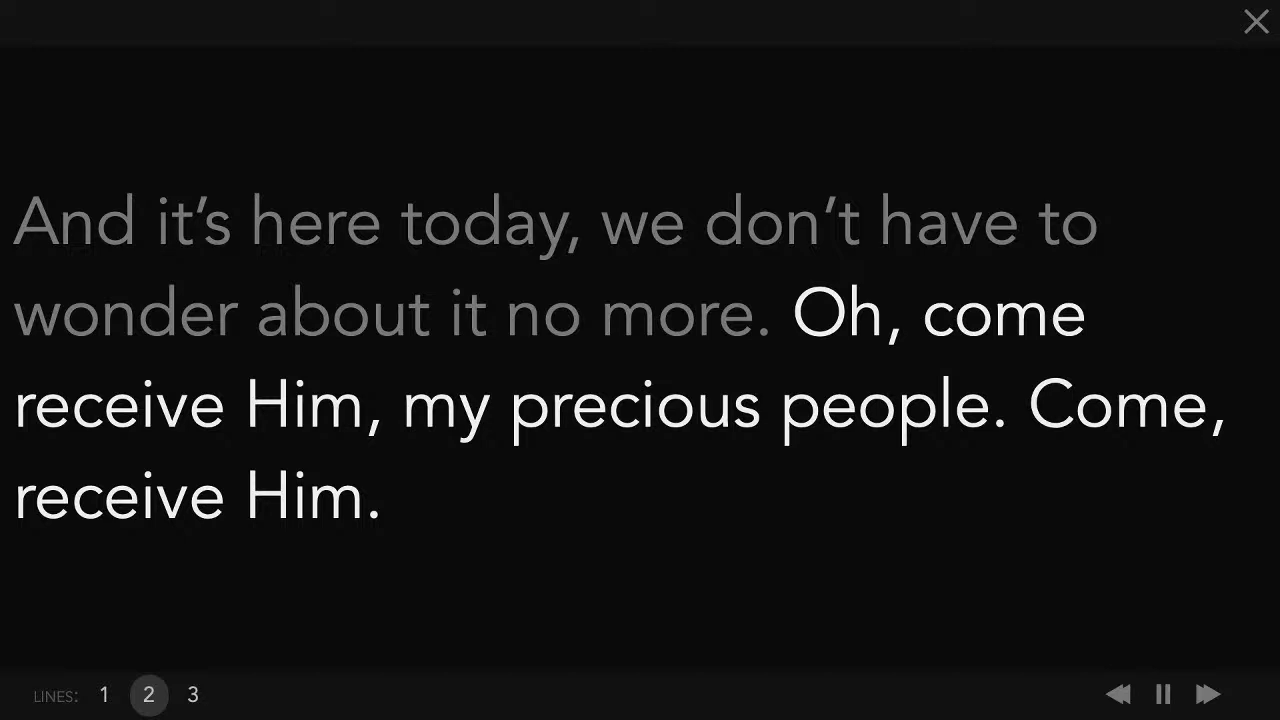 And it’s here today, we don’t have to
wonder about it no more. Oh, come
receive Him, my precious people. Come,
receive Him.
LINES: 1 2 3